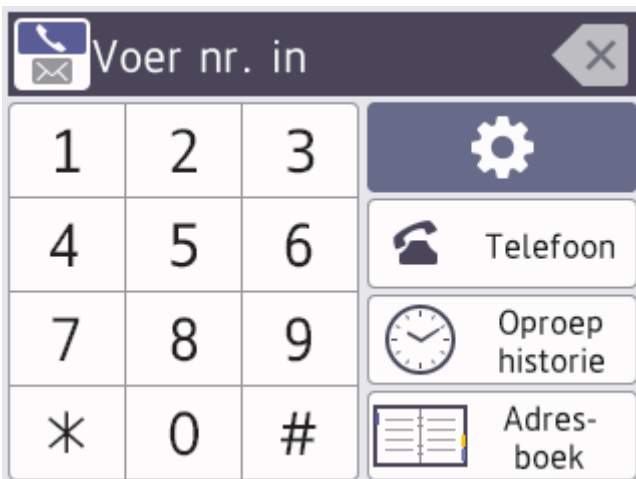 Voer nr. in
1 2 3
4 5 6
Telefoon
7 8 9
Oproep
historie
* 0 #
Adres-
boek